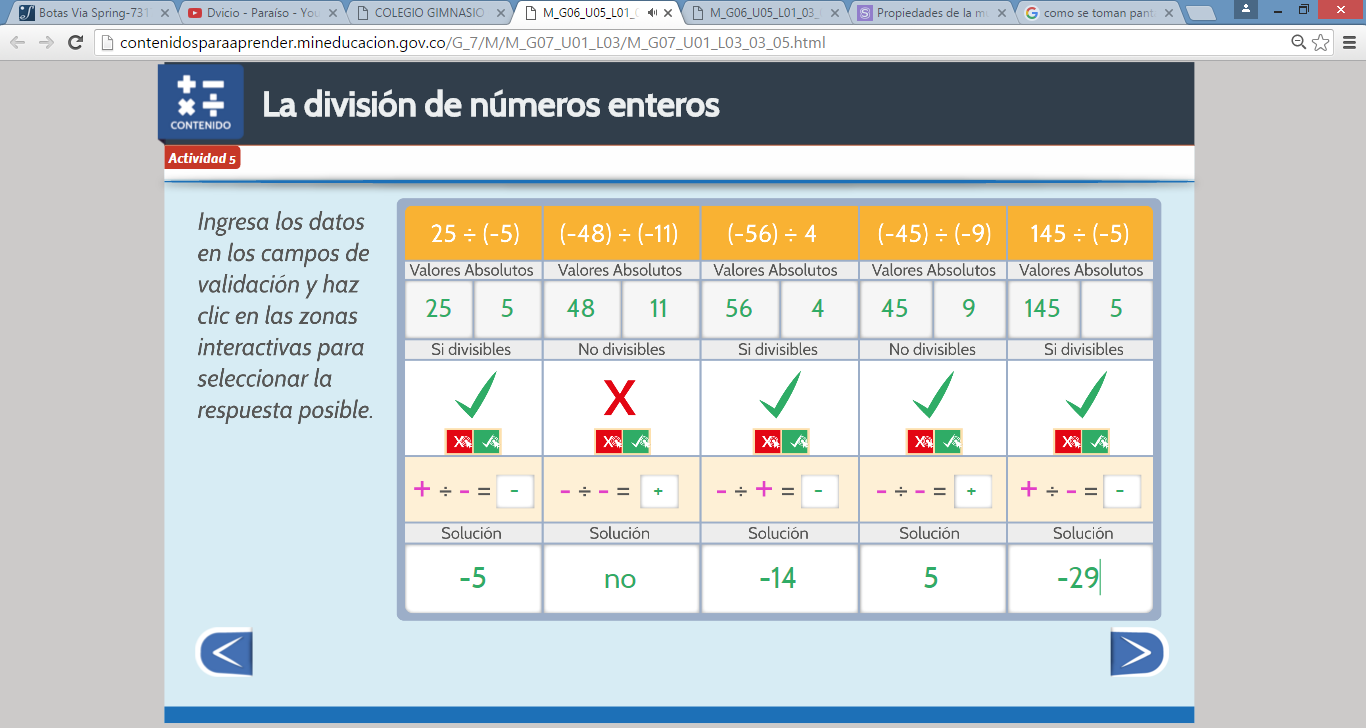 Botas Via Spring-731
Dvicio - Paraíso - You
COLEGIO GIMNASIO
M_G06_U05_L01_0
M_G06_U05_L01_03_
Propiedades de la mu
como se toman pant
contenidosparaaprender.mineducacion.gov.co/G_7/M/M_G07_U01_L03/M_G07_U01_L03_03_05.html
CONTENIDO
La división de números enteros
Actividad 5
Ingresa los datos
en los campos de
validación y haz
clic en las zonas
interactivas para
seleccionar la
respuesta posible.
25 ÷ (-5) (-48) ÷ (-11) (-56) ÷ 4 (-45) ÷ (-9) 145 ÷ (-5)
Valores Absolutos Valores Absolutos Valores Absolutos Valores Absolutos Valores Absolutos
25 5 48 11 56 4 45 9 145 5
Si divisibles No divisibles Si divisibles No divisibles Si divisibles
X
+ ÷ - = - - ÷ - = + - ÷ + = - - ÷ - = + + ÷ - = -
Solución Solución Solución Solución Solución
-5 no -14 5 -29